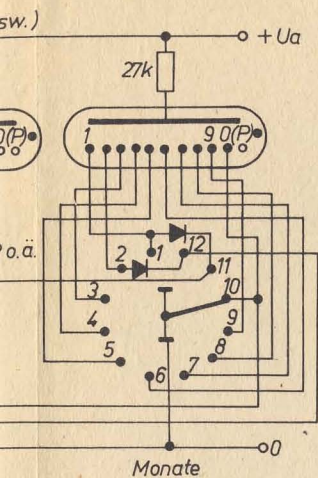 sw.)
+Ua
27k
1 9 0(P)
0(P)
o.ä.
1 12
2 11
3 10
4 9
5 8
6 7
0
Monate